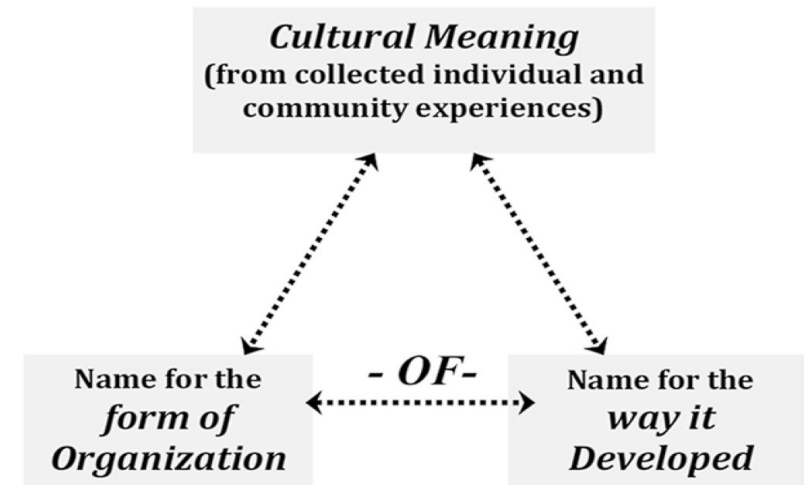 Cultural Meaning
(from collected individual and
community experiences)
- OF-
Name for the
form of
Organization
Name for the
way it
Developed